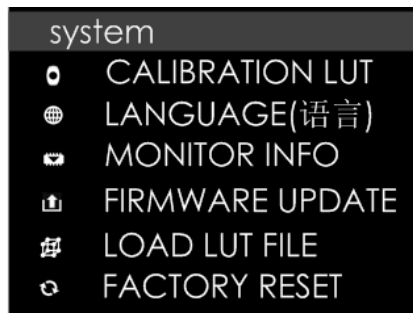 system
CALIBRATION LUT
LANGUAGE(语言)
MONITOR INFO
FIRMWARE UPDATE
LOAD LUT FILE
FACTORY RESET